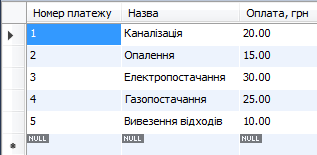 Номер платежу Назва Оплата, грн
1 Каналізація 20.00
2 Опалення 15.00
3 Електропостачання 30.00
4 Газопостачання 25.00
5 Вивезення відходів 10.00
NULL NULL NULL